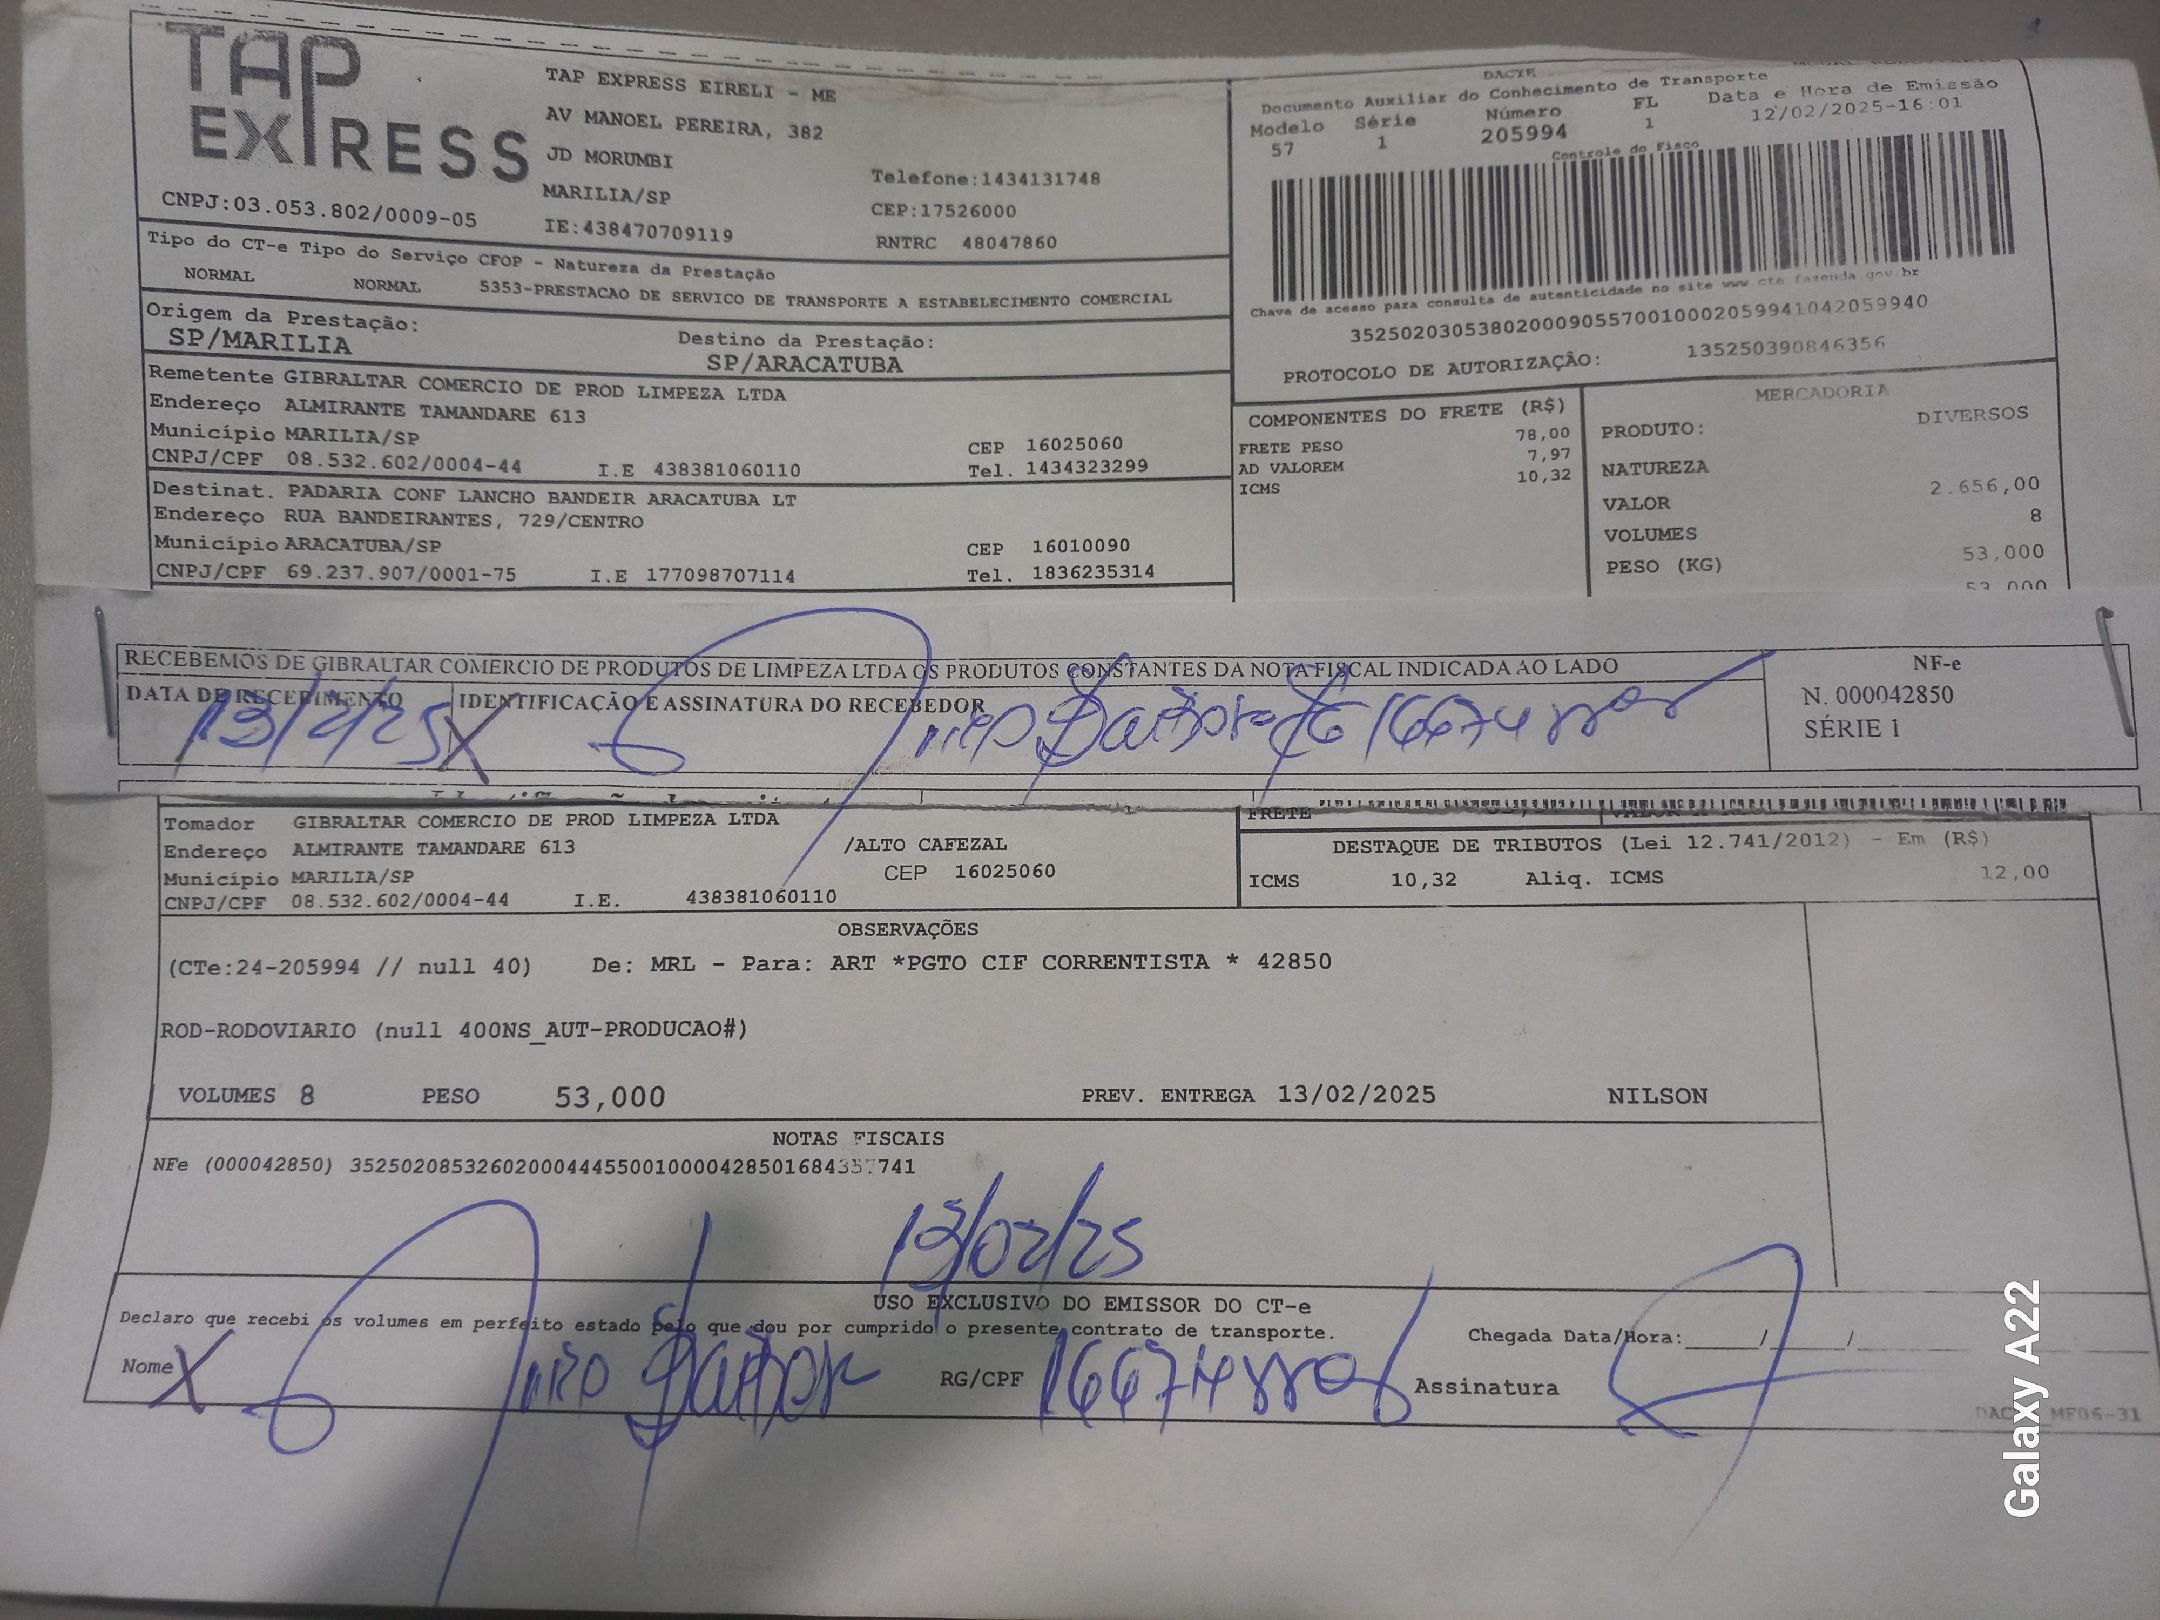 TAP EXPRESS
TAP EXPRESS EIRELI - ME
AV MANOEL PEREIRA, 382
JD MORUMBI
MARILIA/SP
IE:438470709119
Telefone:1434131748
CEP:17526000
RNTRC 48047860
CNPJ:03.053.802/0009-05
DACTE
Documento Auxiliar do Conhecimento de Transporte
Modelo Série Número FL Data e Hora de Emissão
57 1 205994 1 12/02/2025-16:01
Controle do Fisco
Chave de acesso para consulta de autenticidade no site www cte.fazenda.gov.br
35250203053802000905570010002059941042059940
PROTOCOLO DE AUTORIZAÇÃO: 135250390846356
Tipo do CT-e Tipo do Serviço CFOP - Natureza da Prestação
NORMAL NORMAL 5353-PRESTACAO DE SERVICO DE TRANSPORTE A ESTABELECIMENTO COMERCIAL
Origem da Prestação: Destino da Prestação:
SP/MARILIA SP/ARACATUBA
Remetente GIBRALTAR COMERCIO DE PROD LIMPEZA LTDA
Endereço ALMIRANTE TAMANDARE 613
Município MARILIA/SP CEP 16025060
CNPJ/CPF 08.532.602/0004-44 I.E 438381060110 Tel. 1434323299
Destinat. PADARIA CONF LANCHO BANDEIR ARACATUBA LT
Endereço RUA BANDEIRANTES, 729/CENTRO
Município ARACATUBA/SP CEP 16010090
CNPJ/CPF 69.237.907/0001-75 I.E 177098707114 Tel. 1836235314
COMPONENTES DO FRETE (R$)
FRETE PESO 78,00
AD VALOREM 7,97
ICMS 10,32
MERCADORIA
PRODUTO: DIVERSOS
NATUREZA
VALOR 2.656,00
VOLUMES 8
PESO (KG) 53,000
53,000
RECEBEMOS DE GIBRALTAR COMERCIO DE PRODUTOS DE LIMPEZA LTDA OS PRODUTOS CONSTANTES DA NOTA FISCAL INDICADA AO LADO
DATA DE RECEBIMENTO IDENTIFICAÇÃO E ASSINATURA DO RECEBEDOR
13/2/25 X
NF-e
N. 000042850
SÉRIE 1
Tomador GIBRALTAR COMERCIO DE PROD LIMPEZA LTDA
Endereço ALMIRANTE TAMANDARE 613 /ALTO CAFEZAL
Município MARILIA/SP CEP 16025060
CNPJ/CPF 08.532.602/0004-44 I.E. 438381060110
FRETE
DESTAQUE DE TRIBUTOS (Lei 12.741/2012) - Em (R$)
ICMS 10,32 Aliq. ICMS 12,00
OBSERVAÇÕES
(CTe:24-205994 // null 40) De: MRL - Para: ART *PGTO CIF CORRENTISTA * 42850
ROD-RODOVIARIO (null 400NS_AUT-PRODUCAO#)
VOLUMES 8 PESO 53,000 PREV. ENTREGA 13/02/2025 NILSON
NOTAS FISCAIS
NFe (000042850) 35250208532602000444550010000428501684357741
13/02/25
USO EXCLUSIVO DO EMISSOR DO CT-e
Declaro que recebi os volumes em perfeito estado pelo que dou por cumprido o presente contrato de transporte.
Chegada Data/Hora:____/____/
Nome X RG/CPF Assinatura
MF06-31
Galaxy A22